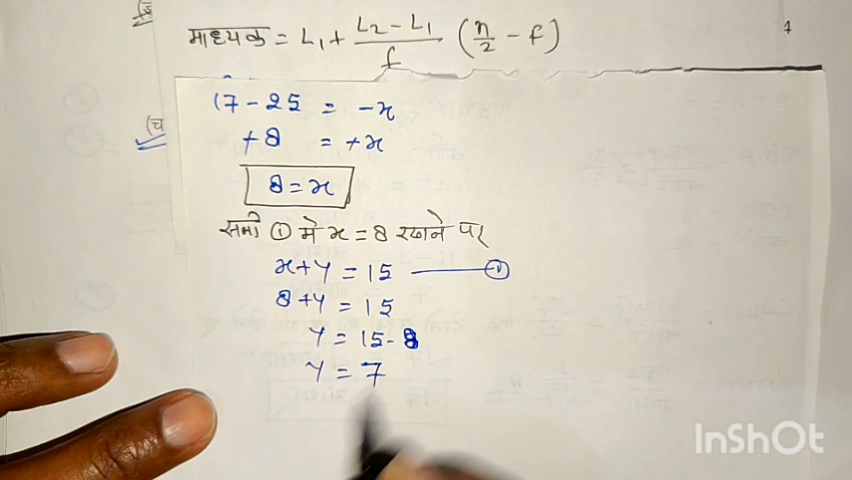 माध्यक = L₁ + (L₂ - L₁)/f (n/2 - f)
4
17 - 25 = -x
+8 = +x
(च
8 = x
समी ① मे x = 8 रखने पर
x + y = 15 ——— ①
8 + y = 15
y = 15 - 8
y = 7
InShOt